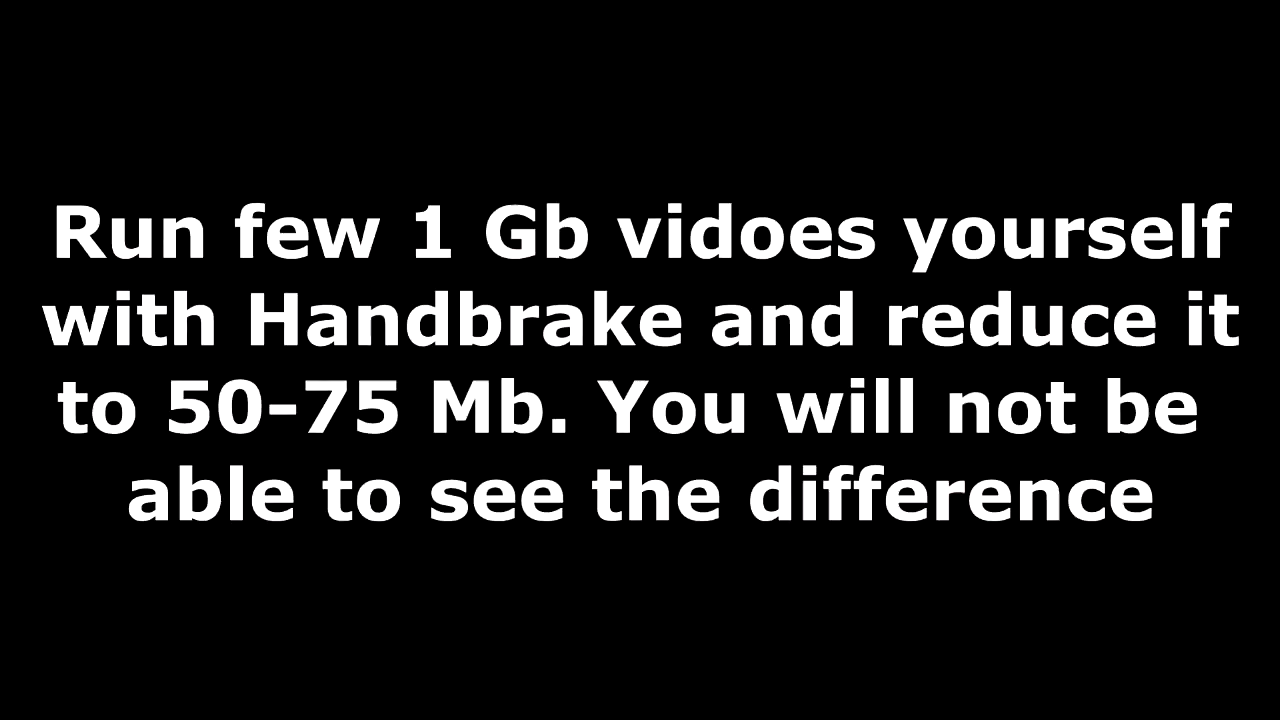 Run few 1 Gb vidoes yourself
with Handbrake and reduce it
to 50-75 Mb. You will not be
able to see the difference